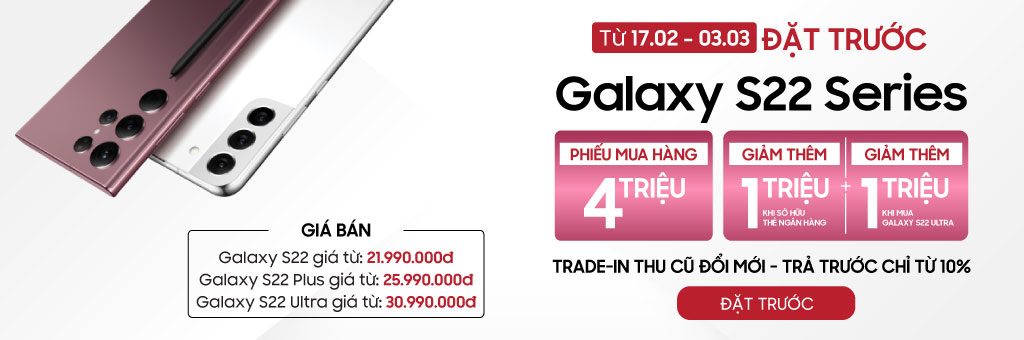 TỪ 17.02 - 03.03 ĐẶT TRƯỚC
Galaxy S22 Series
PHIẾU MUA HÀNG
4 TRIỆU
GIẢM THÊM
1 TRIỆU
KHI SỞ HỮU
THẺ NGÂN HÀNG
+
GIẢM THÊM
1 TRIỆU
KHI MUA
GALAXY S22 ULTRA
TRADE-IN THU CŨ ĐỔI MỚI - TRẢ TRƯỚC CHỈ TỪ 10%
ĐẶT TRƯỚC
GIÁ BÁN
Galaxy S22 giá từ: 21.990.000đ
Galaxy S22 Plus giá từ: 25.990.000đ
Galaxy S22 Ultra giá từ: 30.990.000đ